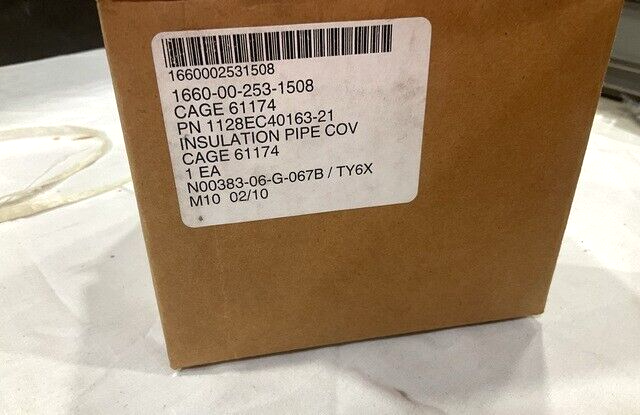 1660002531508
1660-00-253-1508
CAGE 61174
PN 1128EC40163-21
INSULATION PIPE COV
CAGE 61174
1 EA
N00383-06-G-067B / TY6X
M10 02/10